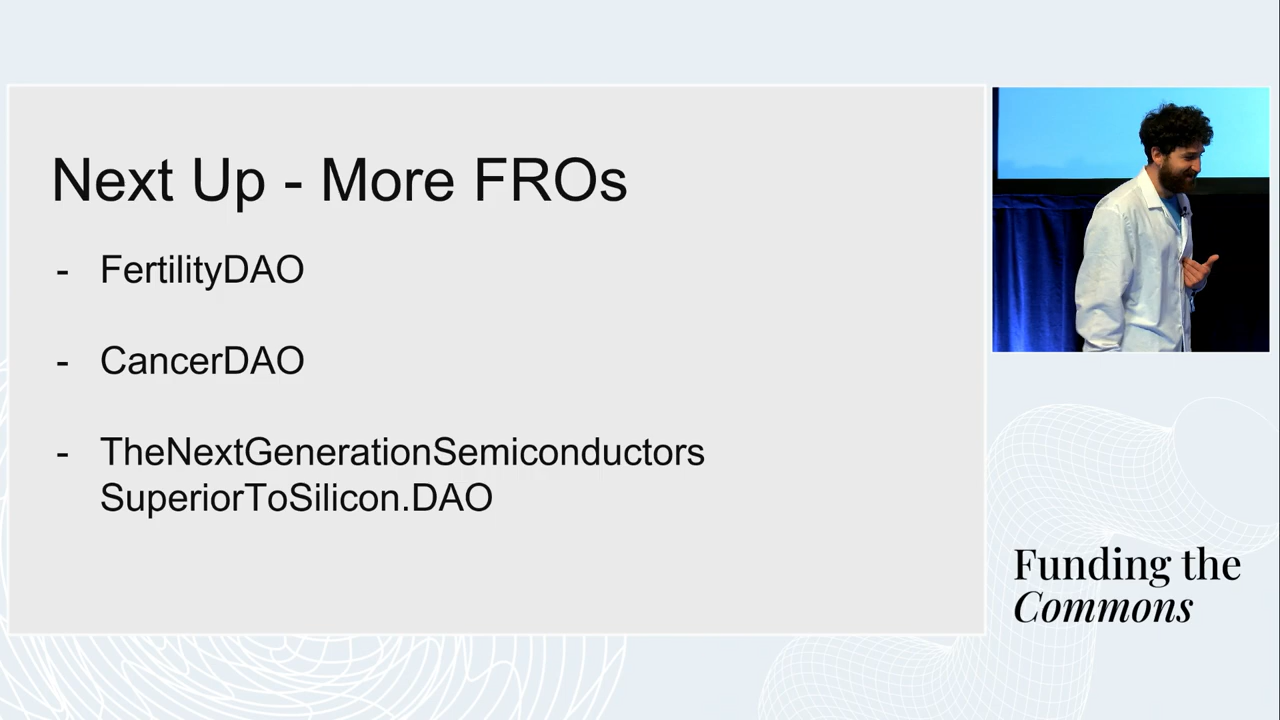 Next Up - More FROs
- FertilityDAO
- CancerDAO
- TheNextGenerationSemiconductors
SuperiorToSilicon.DAO
Funding the
Commons